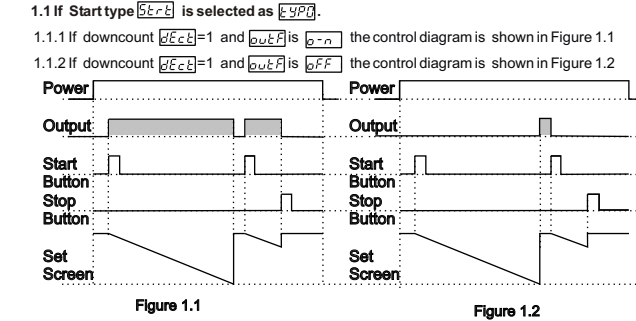 1.1 If Start type Strt is selected as tYP0.
1.1.1 If downcount dEct=1 and outF is o-n the control diagram is shown in Figure 1.1
1.1.2 If downcount dEct=1 and outF is oFF the control diagram is shown in Figure 1.2
Power
Output
Start
Button
Stop
Button
Set
Screen
Figure 1.1
Power
Output
Start
Button
Stop
Button
Set
Screen
Figure 1.2